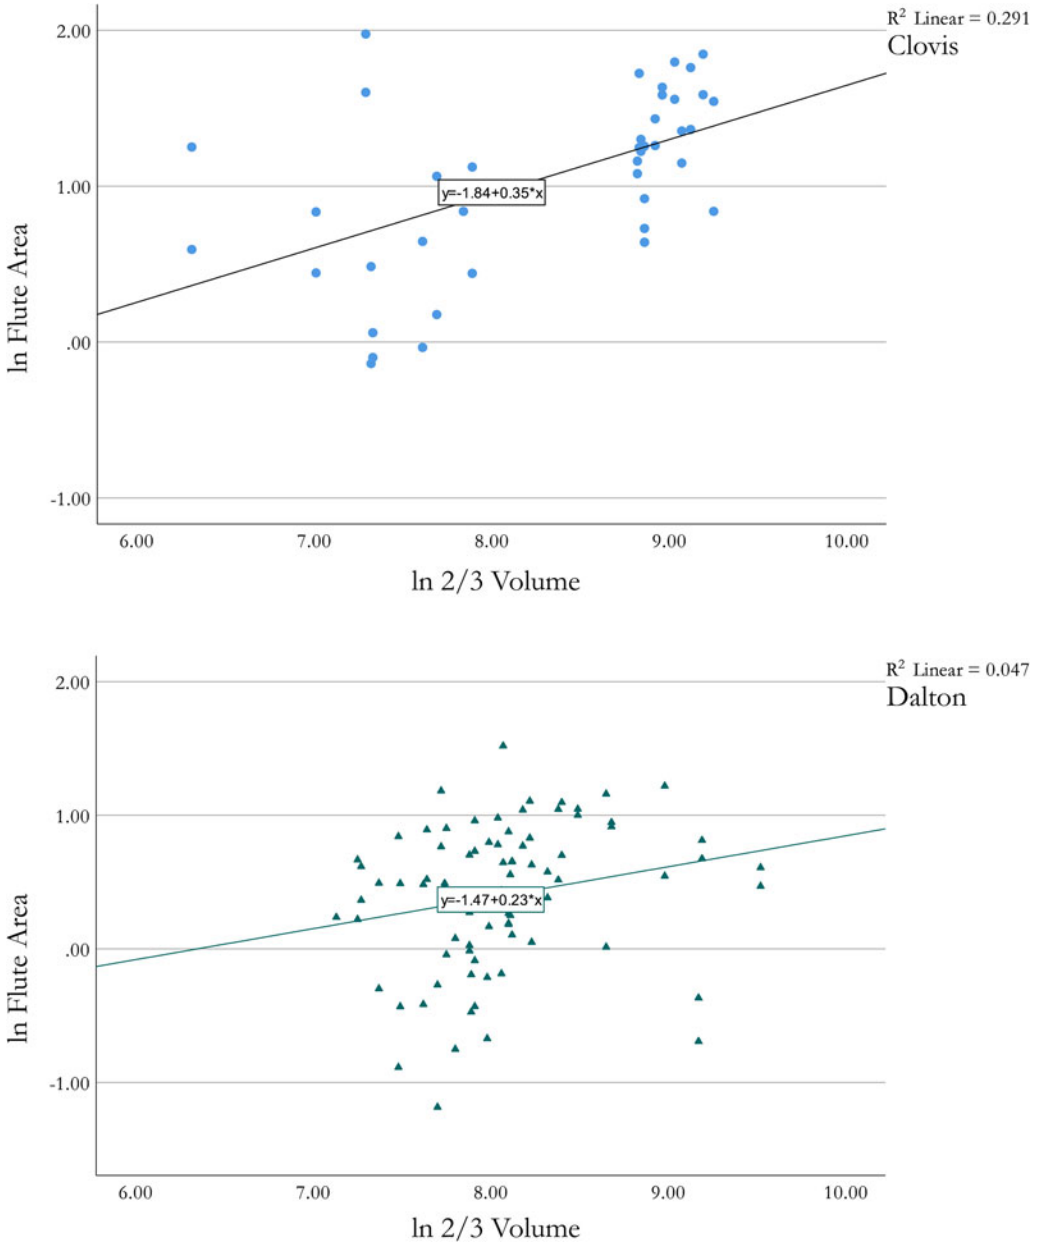 R² Linear = 0.291
Clovis
2.00
1.00
.00
-1.00
y=-1.84+0.35*x
ln Flute Area
6.00 7.00 8.00 9.00 10.00
ln 2/3 Volume
R² Linear = 0.047
Dalton
2.00
1.00
.00
-1.00
y=-1.47+0.23*x
ln Flute Area
6.00 7.00 8.00 9.00 10.00
ln 2/3 Volume